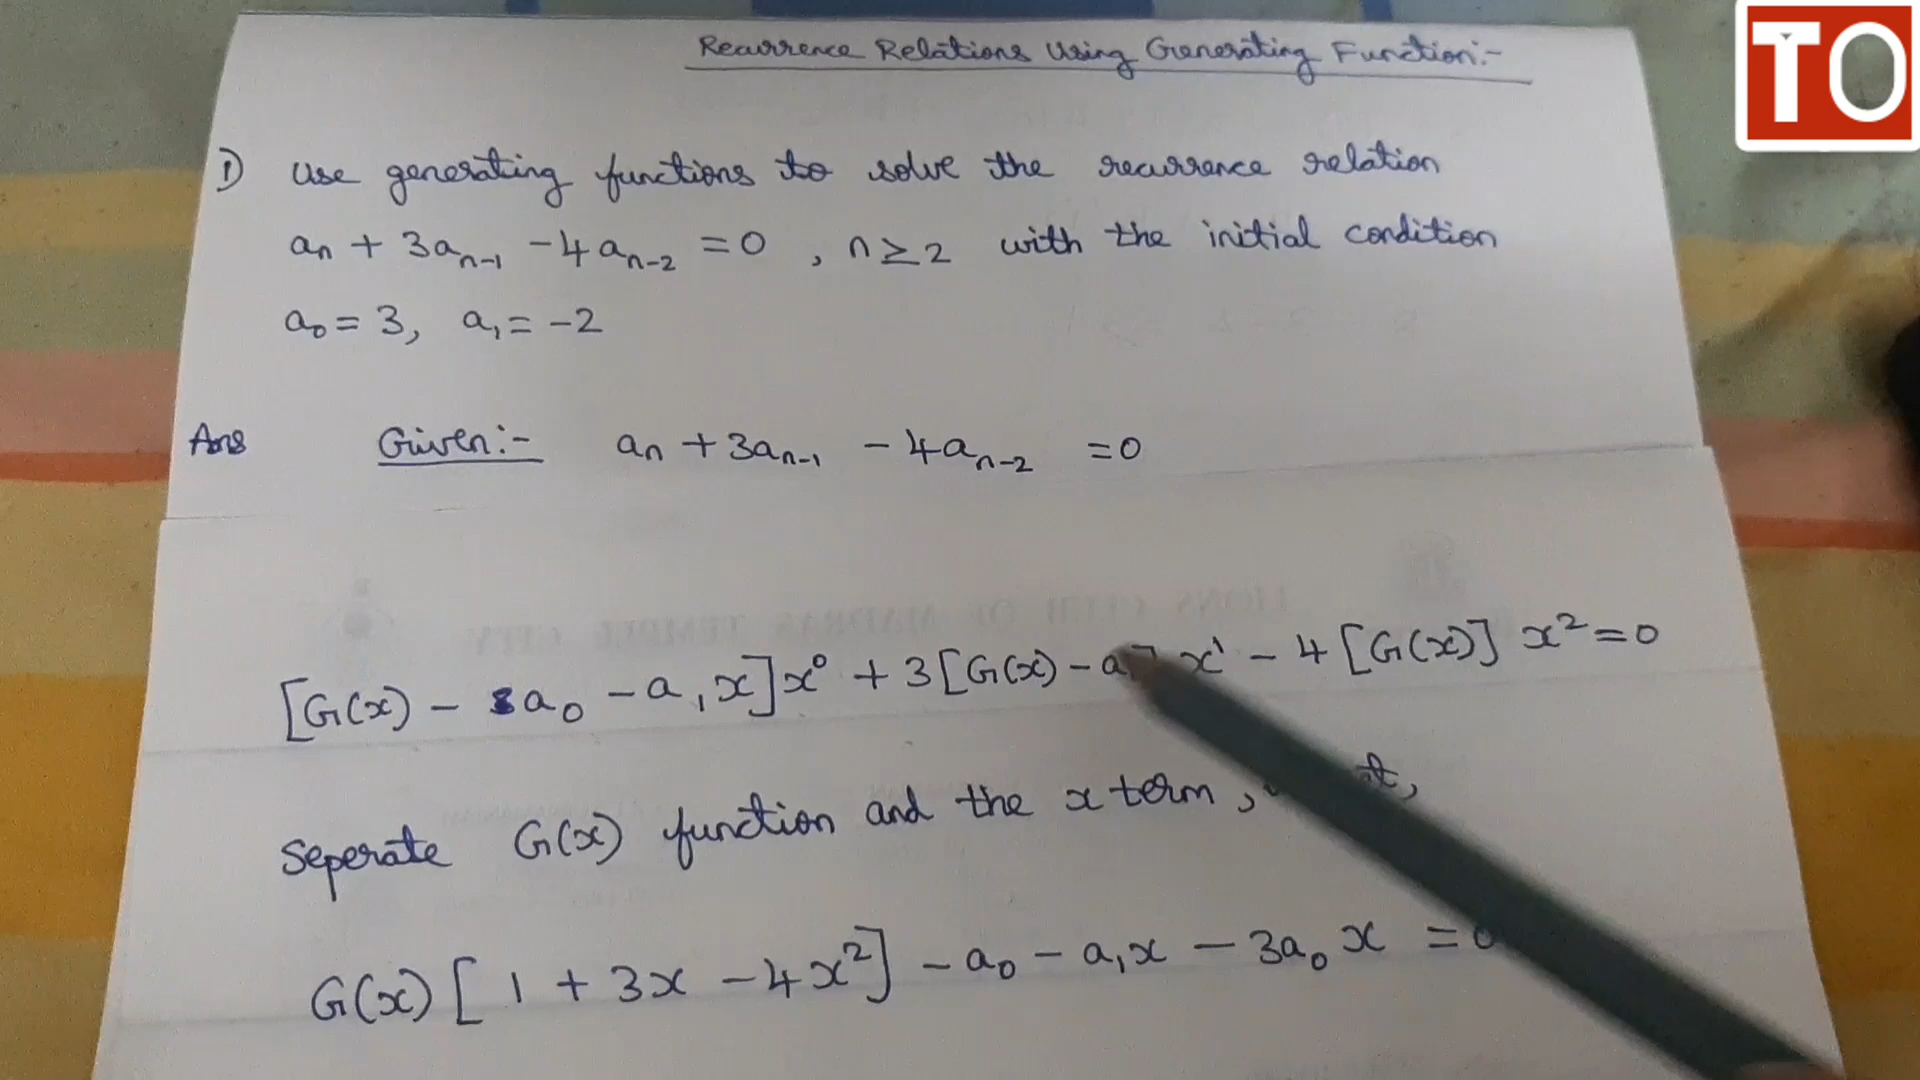 TO
Recurrence Relations Using Generating Function:-
1) Use generating functions to solve the recurrence relation
aₙ + 3aₙ₋₁ - 4aₙ₋₂ = 0 , n ≥ 2 with the initial condition
a₀ = 3, a₁ = -2
Ans Given:- aₙ + 3aₙ₋₁ - 4aₙ₋₂ = 0
[G(x) - a₀ - a₁x]x⁰ + 3[G(x) - a ] x¹ - 4[G(x)] x² = 0
Seperate G(x) function and the x term,
G(x) [ 1 + 3x - 4x²] - a₀ - a₁x - 3a₀x = 0